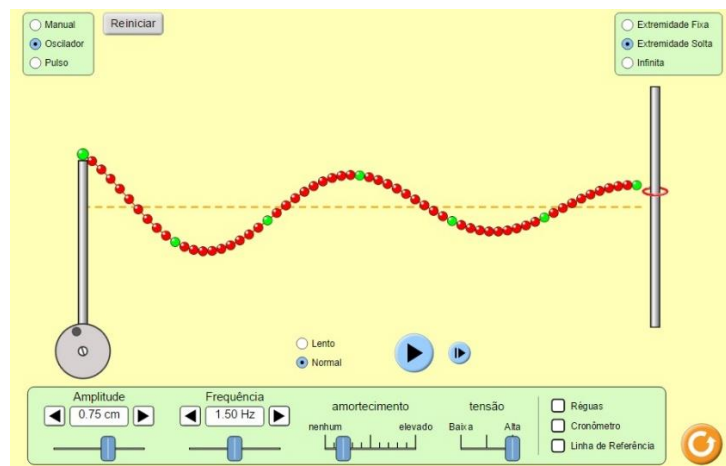 Manual
Oscilador
Pulso
Reiniciar
Extremidade Fixa
Extremidade Solta
Infinita
Lento
Normal
Amplitude
0.75 cm
Frequência
1.50 Hz
amortecimento
nenhum
elevado
tensão
Baixa
Alta
Réguas
Cronômetro
Linha de Referência